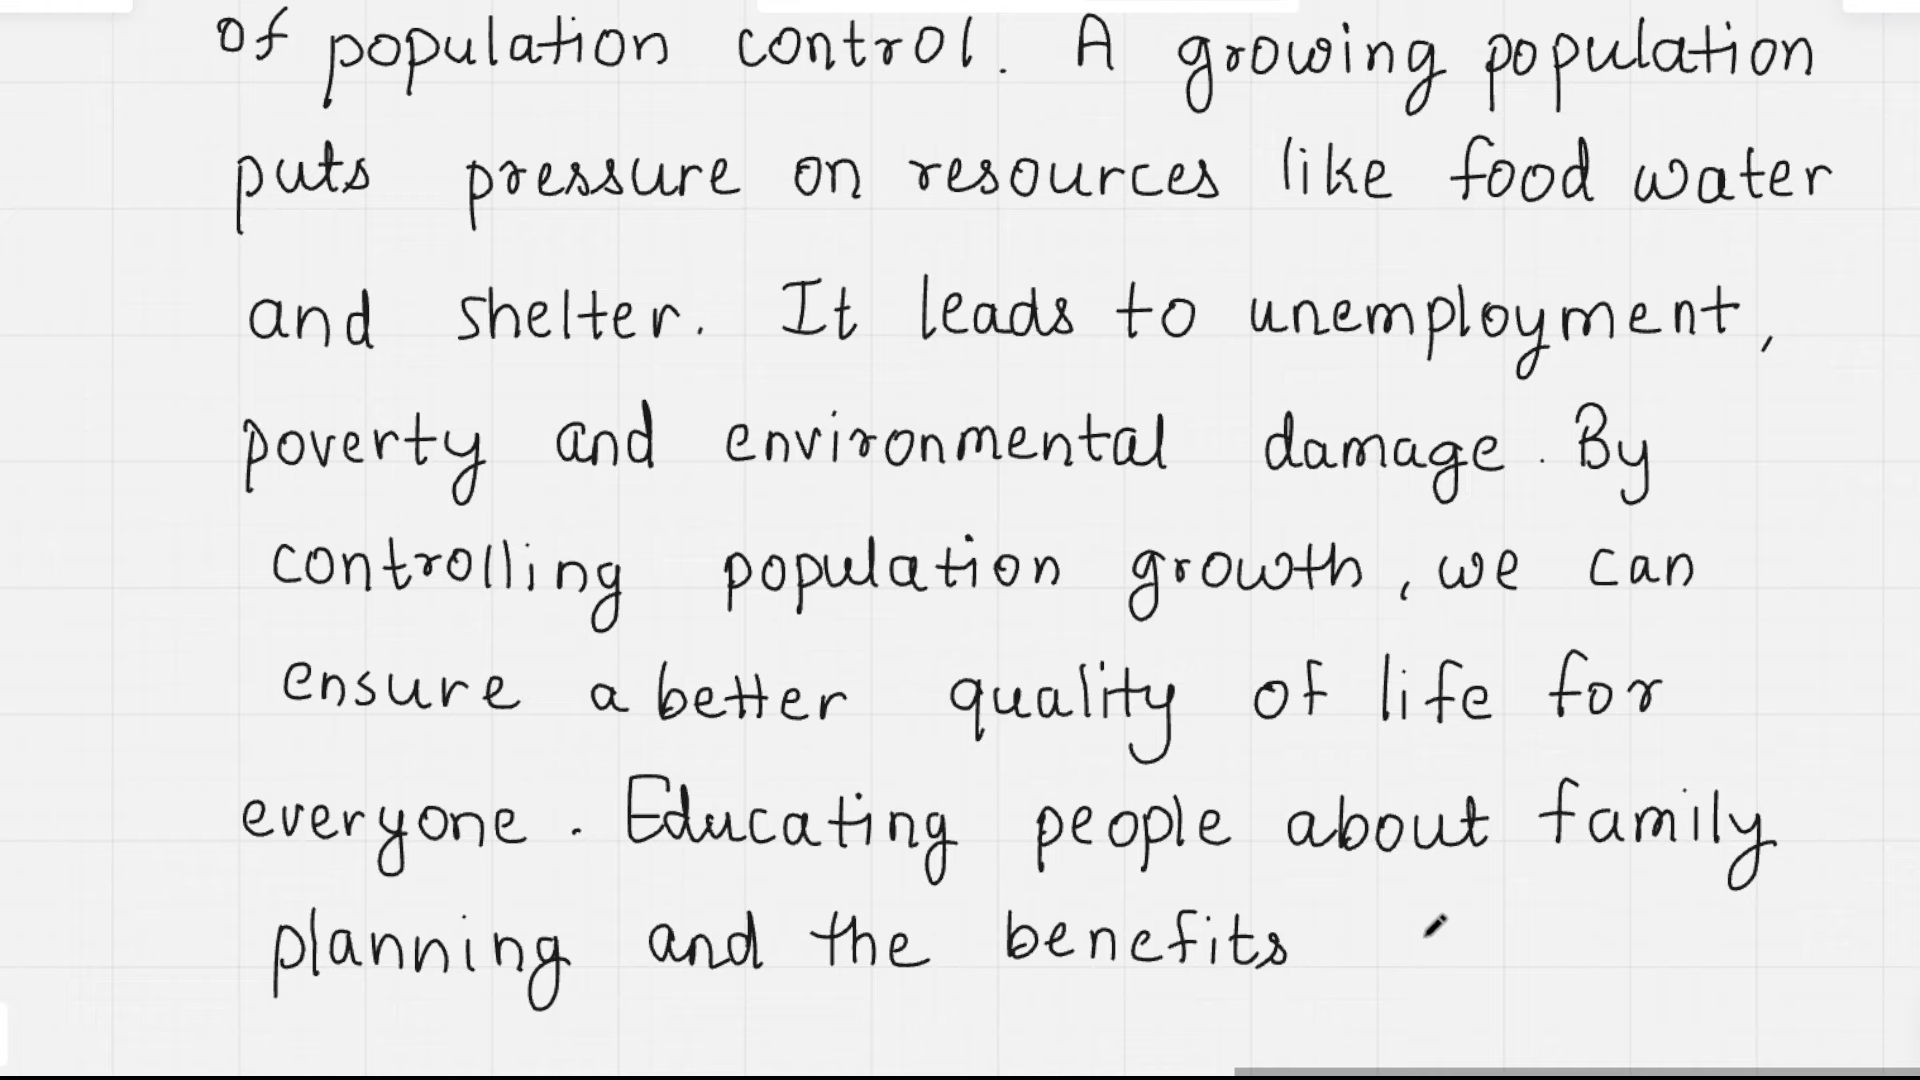 of population control. A growing population
puts pressure on resources like food water
and shelter. It leads to unemployment,
poverty and environmental damage. By
controlling population growth, we can
ensure a better quality of life for
everyone. Educating people about family
planning and the benefits